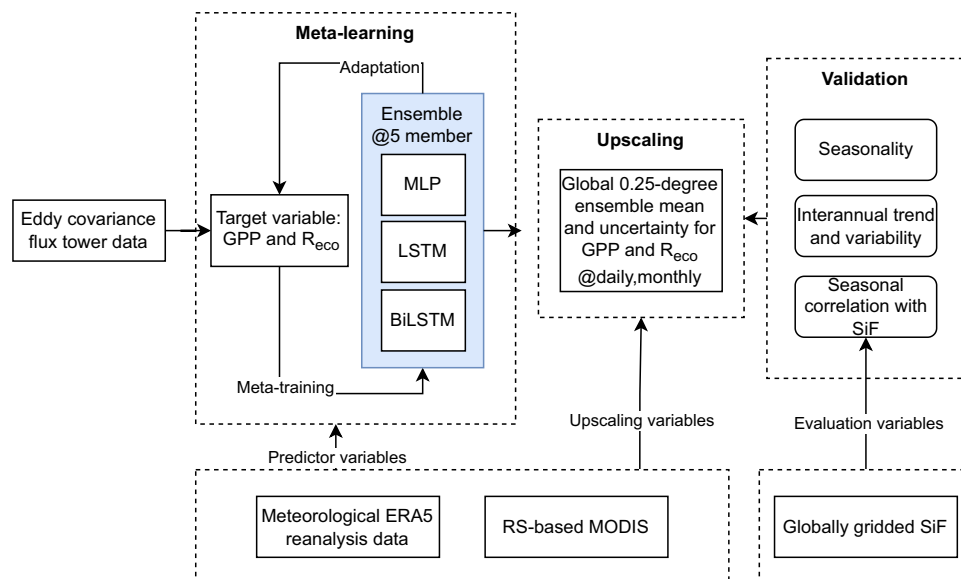 Meta-learning
Adaptation
Ensemble
@5 member
MLP
LSTM
BiLSTM
Eddy covariance
flux tower data
Target variable:
GPP and Reco
Meta-training
Upscaling
Global 0.25-degree
ensemble mean
and uncertainty for
GPP and Reco
@daily,monthly
Validation
Seasonality
Interannual trend
and variability
Seasonal
correlation with
SiF
Predictor variables
Upscaling variables
Evaluation variables
Meteorological ERA5
reanalysis data
RS-based MODIS
Globally gridded SiF